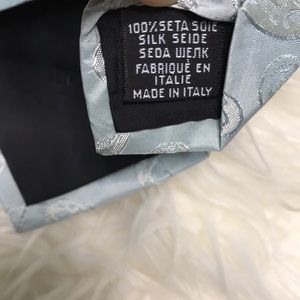 100% SETA SOIE
SILK SEIDE
SEDA ШЕЛК
FABRIQUÉ EN
ITALIE
MADE IN ITALY